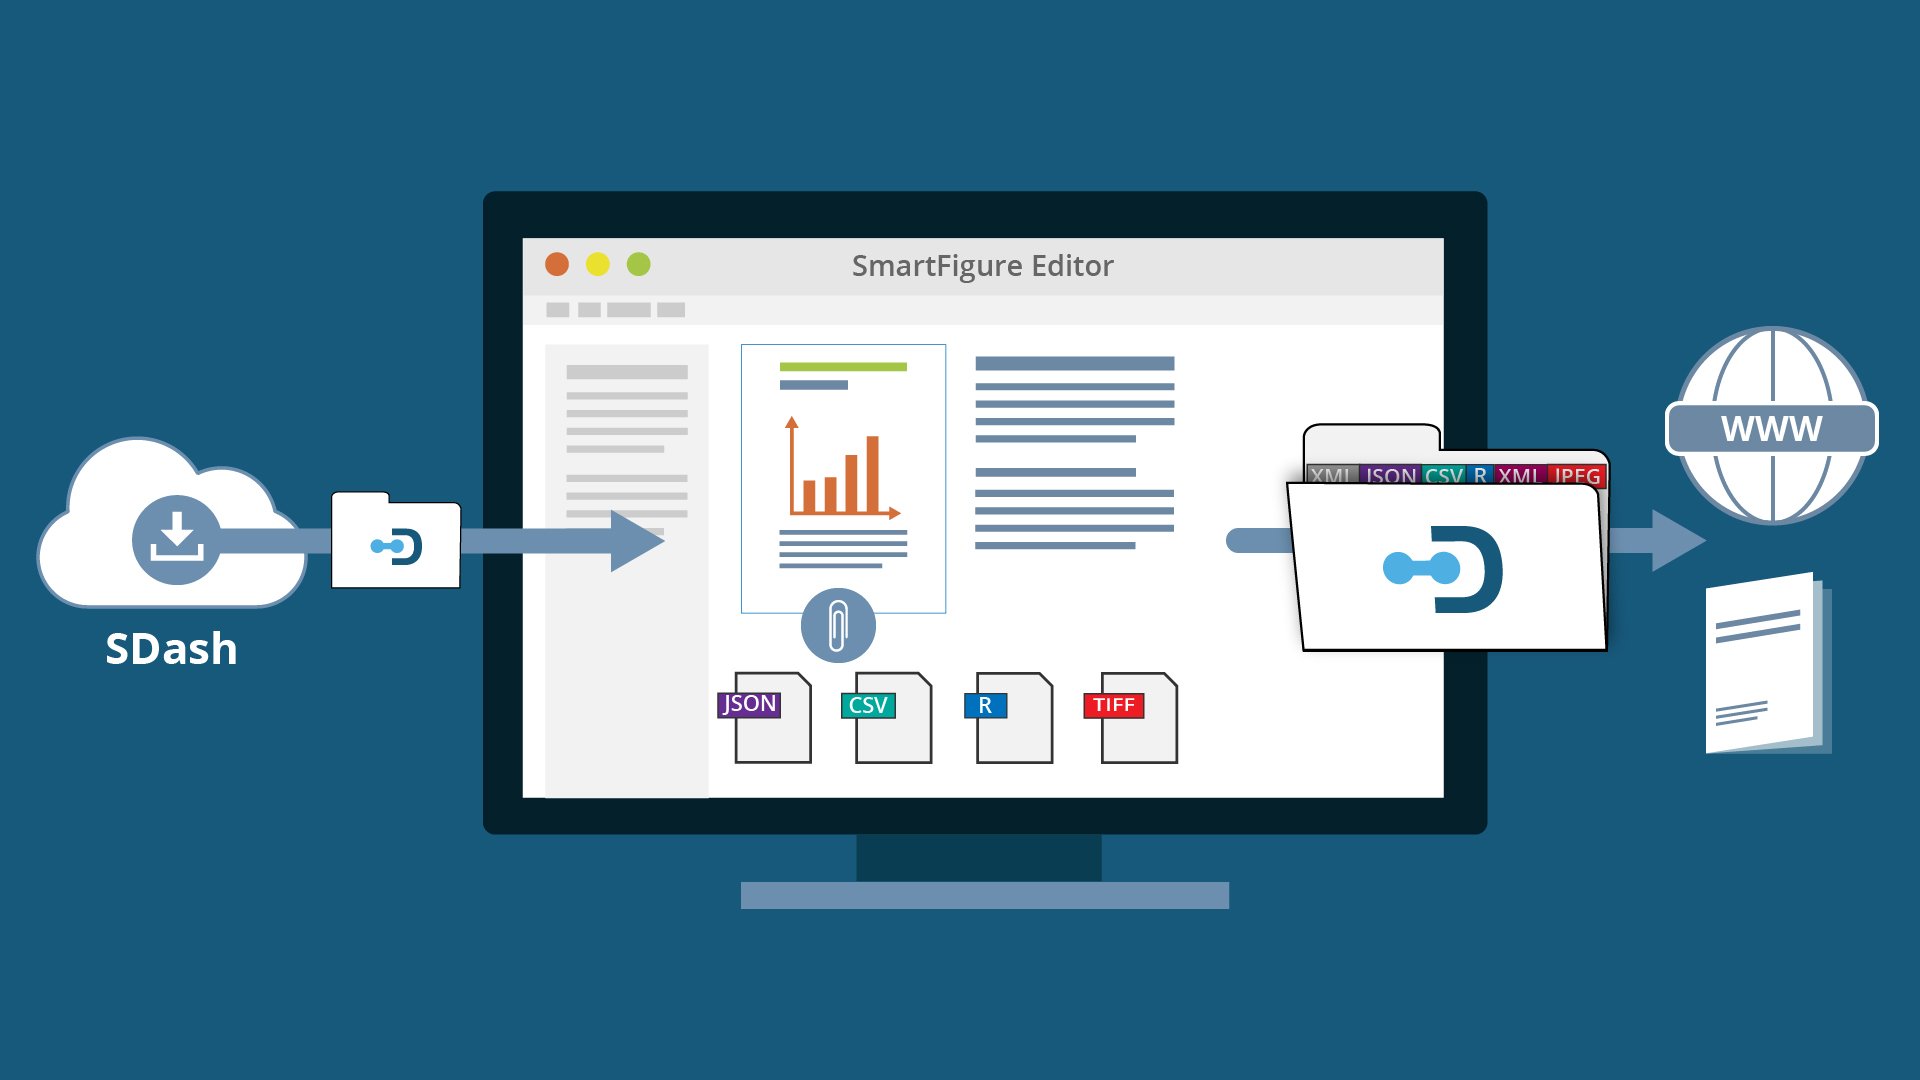 SmartFigure Editor
SDash
JSON
CSV
R
TIFF
XML JSON CSV R XML JPEG
WWW